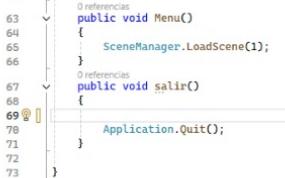 0 referencias
63 public void Menu()
64 {
65 SceneManager.LoadScene(1);
66 }
0 referencias
67 public void salir()
68 {
69
70 Application.Quit();
71 }
72
73 }